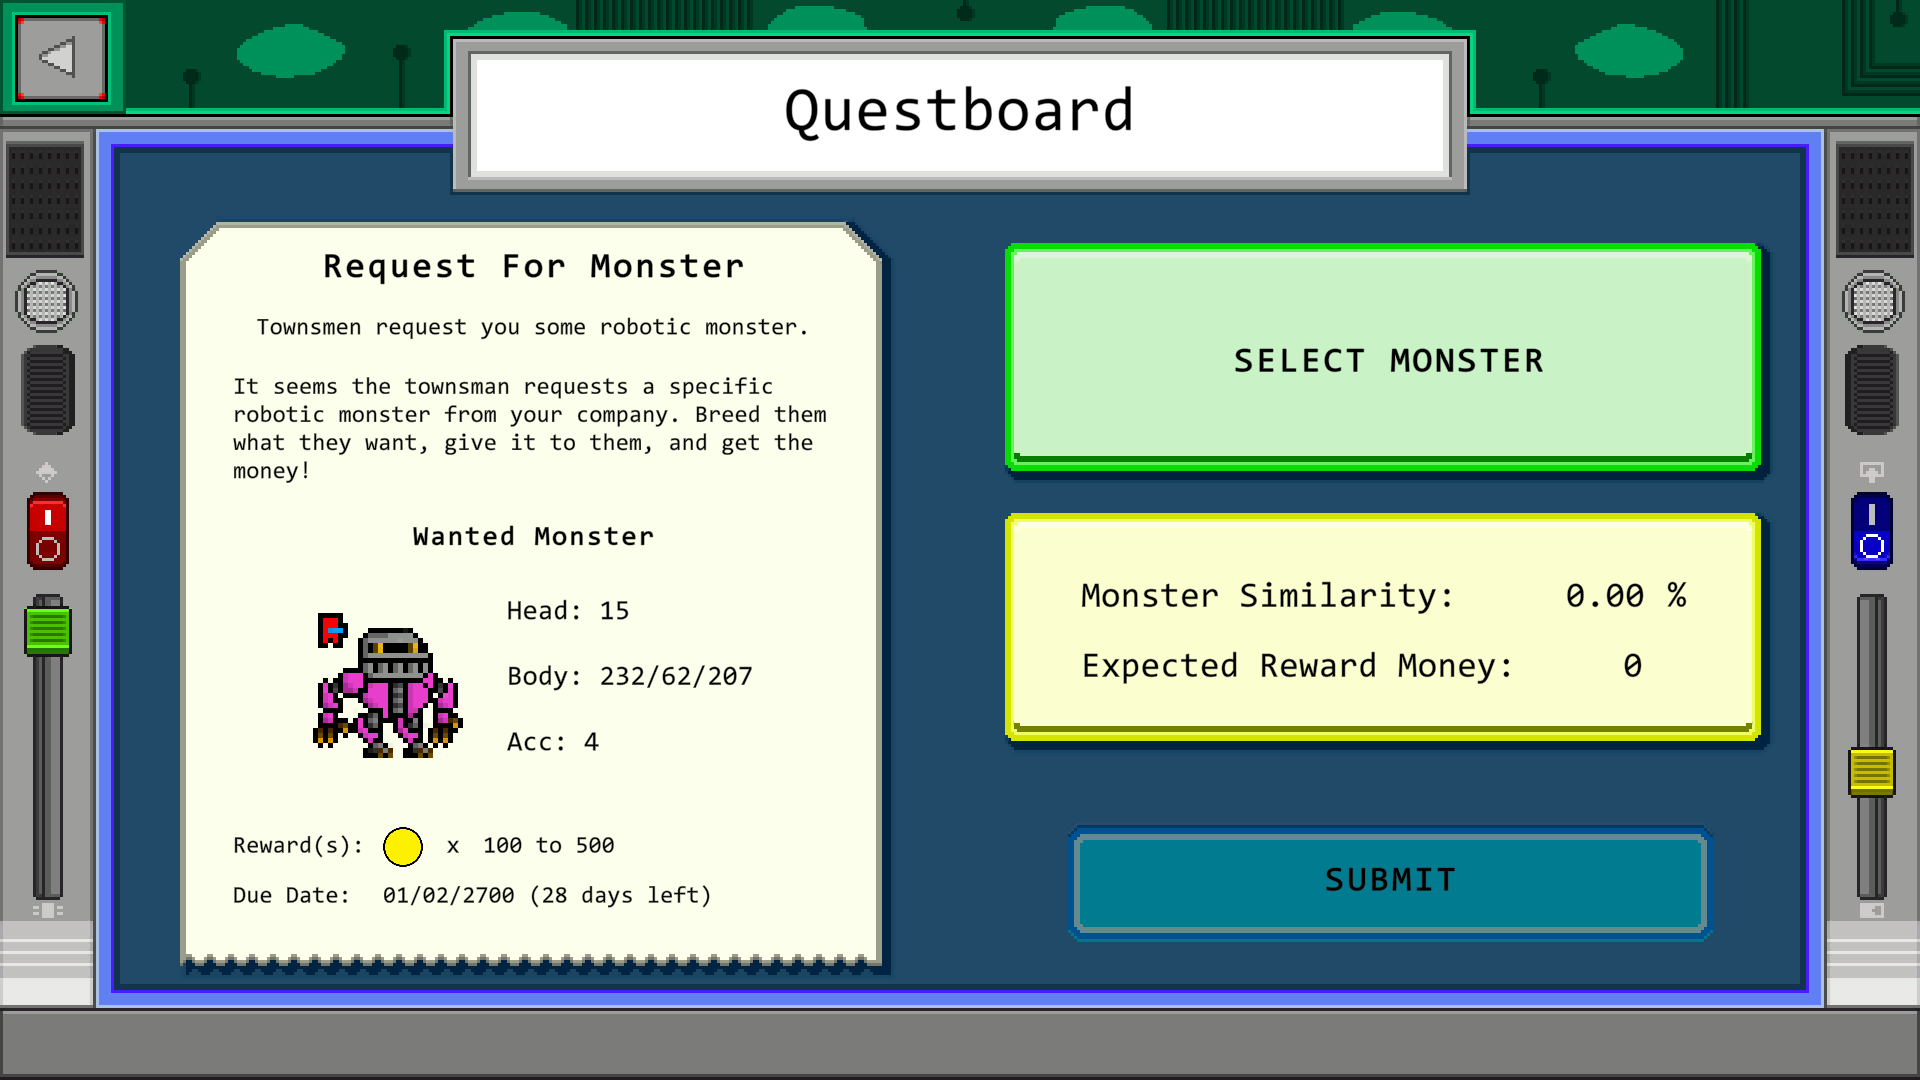 Questboard
Request For Monster
Townsmen request you some robotic monster.
It seems the townsman requests a specific
robotic monster from your company. Breed them
what they want, give it to them, and get the
money!
Wanted Monster
Head: 15
Body: 232/62/207
Acc: 4
Reward(s): x 100 to 500
Due Date: 01/02/2700 (28 days left)
SELECT MONSTER
Monster Similarity: 0.00 %
Expected Reward Money: 0
SUBMIT